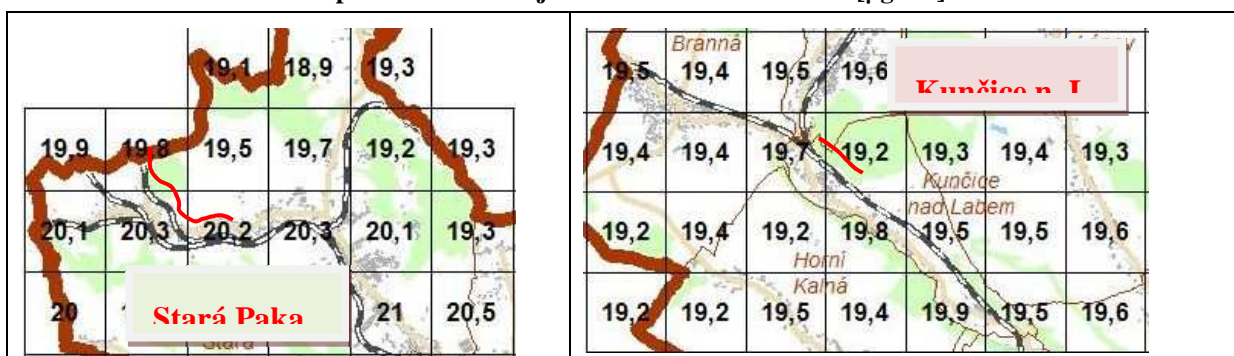 19,1 18,9 19,3
19,9 19,8 19,5 19,7 19,2 19,3
20,1 20,3 20,2 20,3 20,1 19,3
20 21 20,5
Stará Paka
Stará
Branná
19,5 19,4 19,5 19,6
Kunčice n. L
19,4 19,4 19,7 19,2 19,3 19,4 19,3
Kunčice
nad Labem
19,2 19,4 19,2 19,8 19,5 19,5 19,6
Horní
Kalná
19,2 19,2 19,5 19,4 19,9 19,5 19,6